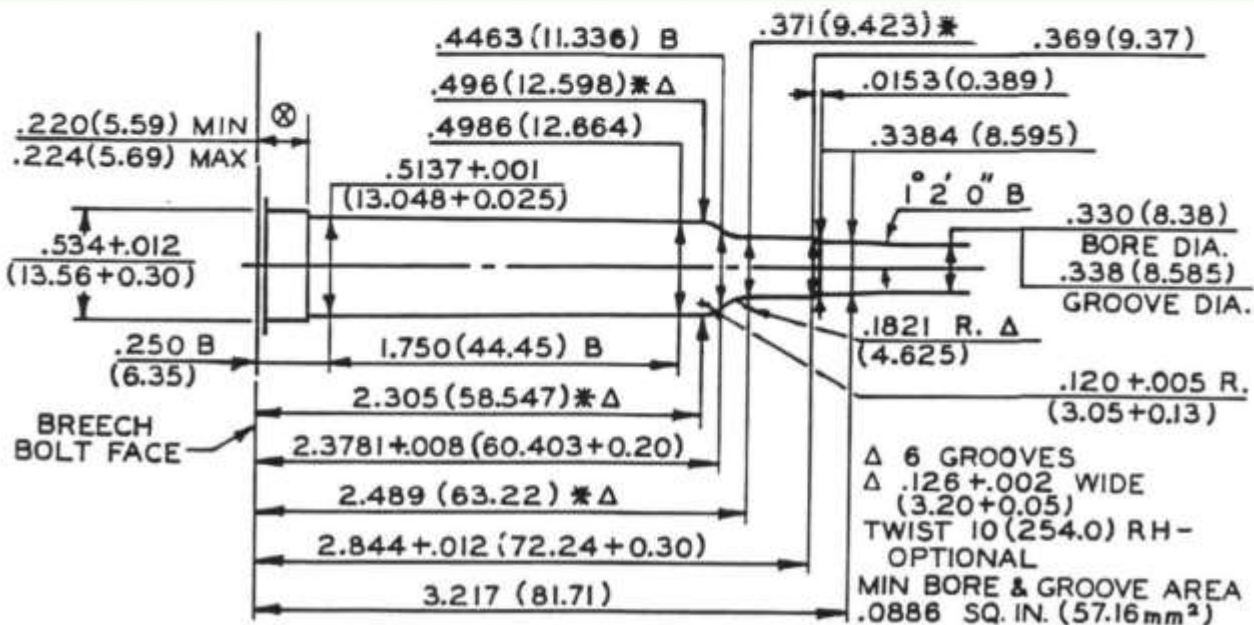 .4463 (11.336) B
.371 (9.423) ⁕
.369 (9.37)
.496 (12.598) ⁕ Δ
.0153 (0.389)
.220 (5.59) MIN
.224 (5.69) MAX
⊗
.4986 (12.664)
.3384 (8.595)
.5137+.001
(13.048+0.025)
1° 2' 0" B
.330 (8.38)
BORE DIA.
.338 (8.585)
GROOVE DIA.
.534+.012
(13.56+0.30)
.1821 R. Δ
(4.625)
.250 B
(6.35)
1.750 (44.45) B
.120+.005 R.
(3.05+0.13)
2.305 (58.547) ⁕ Δ
BREECH
BOLT FACE
2.3781+.008 (60.403+0.20)
2.489 (63.22) ⁕ Δ
2.844+.012 (72.24+0.30)
3.217 (81.71)
Δ 6 GROOVES
Δ .126+.002 WIDE
(3.20+0.05)
TWIST 10 (254.0) RH-
OPTIONAL
MIN BORE & GROOVE AREA
.0886 SQ. IN. (57.16mm²)